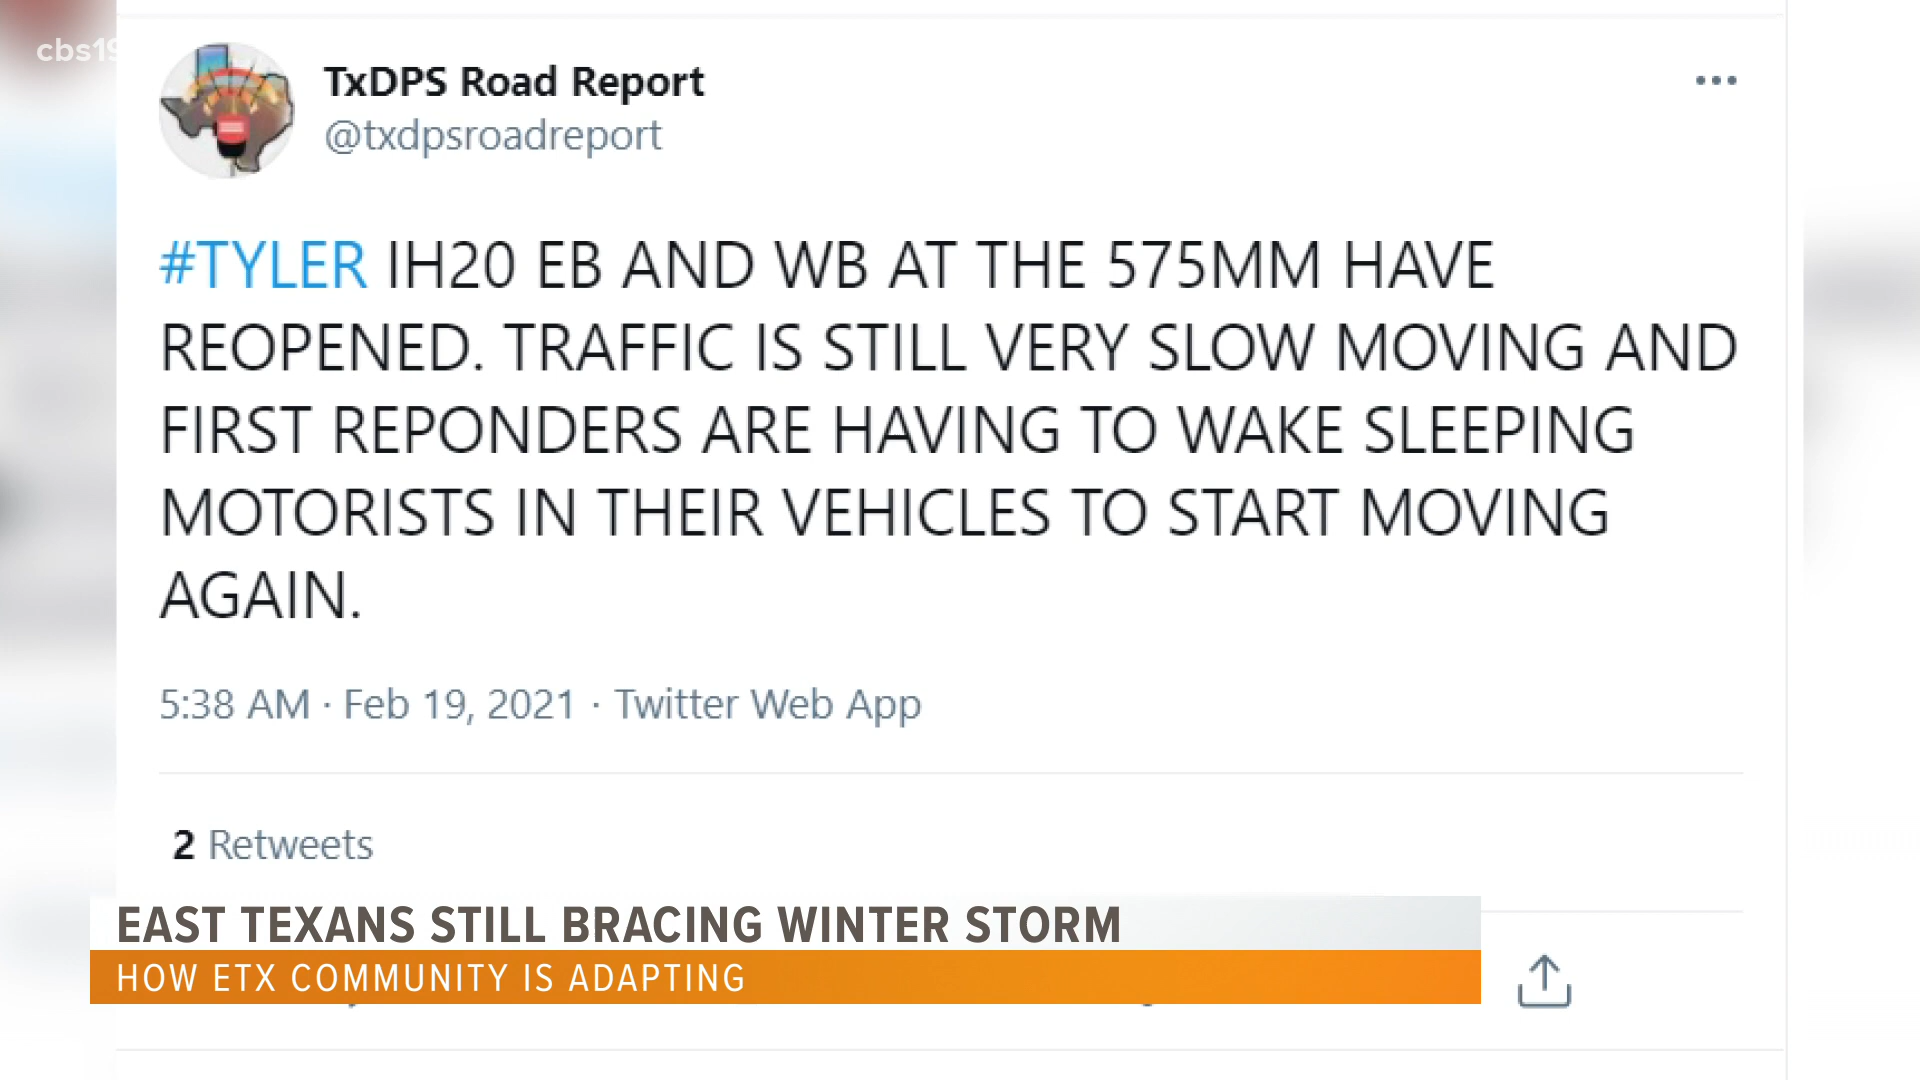 cbs19
TxDPS Road Report
@txdpsroadreport
#TYLER IH20 EB AND WB AT THE 575MM HAVE
REOPENED. TRAFFIC IS STILL VERY SLOW MOVING AND
FIRST REPONDERS ARE HAVING TO WAKE SLEEPING
MOTORISTS IN THEIR VEHICLES TO START MOVING
AGAIN.
5:38 AM · Feb 19, 2021 · Twitter Web App
2 Retweets
EAST TEXANS STILL BRACING WINTER STORM
HOW ETX COMMUNITY IS ADAPTING